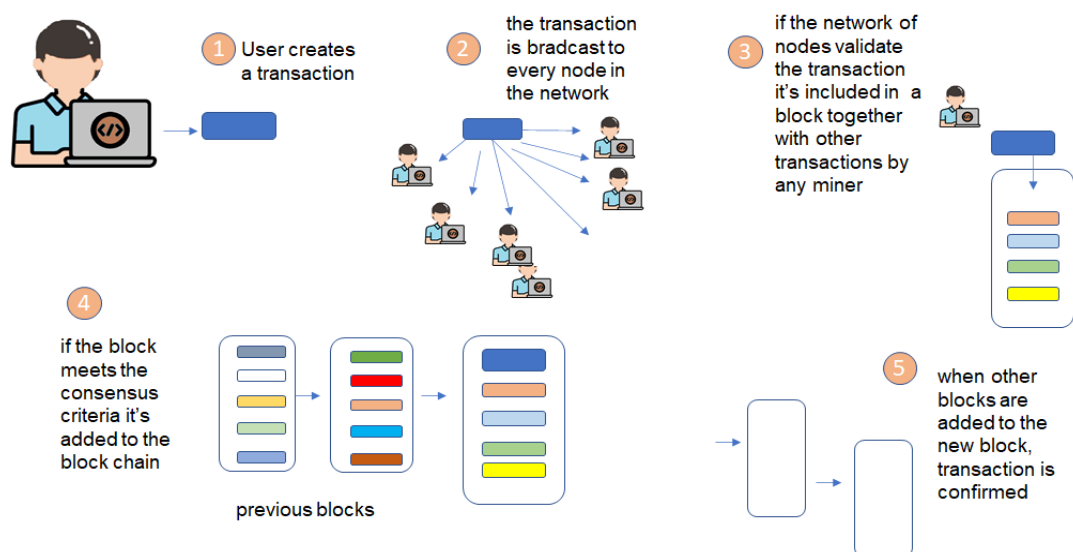 1
User creates
a transaction
2
the transaction
is bradcast to
every node in
the network
3
if the network of
nodes validate
the transaction
it's included in a
block together
with other
transactions by
any miner
</>
4
if the block
meets the
consensus
criteria it's
added to the
block chain
previous blocks
5
when other
blocks are
added to the
new block,
transaction is
confirmed